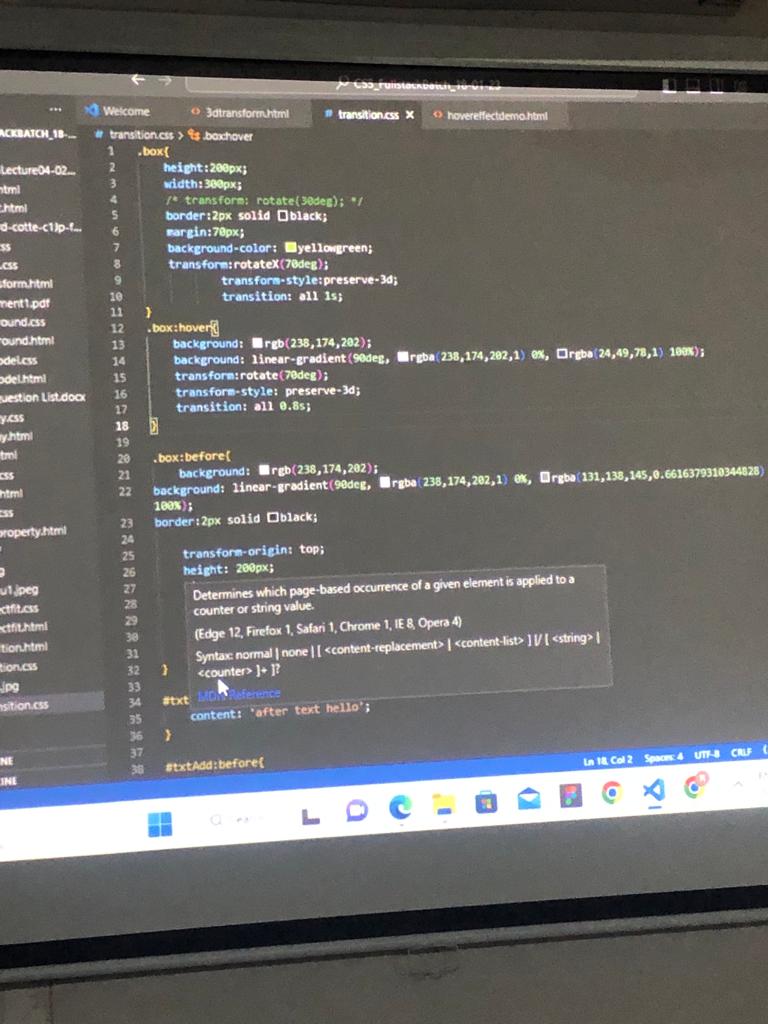 CSS_FullstackBatch_18-01-23
... Welcome 3dtransform.html transition.css × hovereffectdemo.html
ACKBATCH_18-...
# transition.css > .box:hover
Lecture04-02...
.html
d-cotte-c1)p-f...
.css
sform.html
ment1.pdf
ound.css
ound.html
odel.css
odel.html
uestion List.docx
y.css
y.html
tml
css
html
css
property.html
u1.jpeg
ctfit.css
ctfit.html
ition.html
tion.css
.jpg
nsition.css
NE
INE
1 .box{
2 height:200px;
3 width:300px;
4 /* transform: rotate(30deg); */
5 border:2px solid black;
6 margin:70px;
7 background-color: yellowgreen;
8 transform:rotateX(70deg);
9 transform-style:preserve-3d;
10 transition: all 1s;
11 }
12 .box:hover{
13 background: rgb(238,174,202);
14 background: linear-gradient(90deg, rgba(238,174,202,1) 0%, rgba(24,49,78,1) 100%);
15 transform:rotate(70deg);
16 transform-style: preserve-3d;
17 transition: all 0.8s;
18 }
19
20 .box:before{
21 background: rgb(238,174,202);
22 background: linear-gradient(90deg, rgba(238,174,202,1) 0%, rgba(131,138,145,0.6616379310344828)
100%);
23 border:2px solid black;
24
25 transform-origin: top;
26 height: 200px;
27
28
29
30
31
32 }
33
Determines which page-based occurrence of a given element is applied to a
counter or string value.
(Edge 12, Firefox 1, Safari 1, Chrome 1, IE 8, Opera 4)
Syntax: normal | none | [ <content-replacement> | <content-list> ] [/ [ <string> |
<counter> ]+ ]?
MDN Reference
34 #txt
35 content: 'after text hello';
36 }
37
38 #txtAdd:before{
Ln 18, Col 2 Spaces: 4 UTF-8 CRLF {